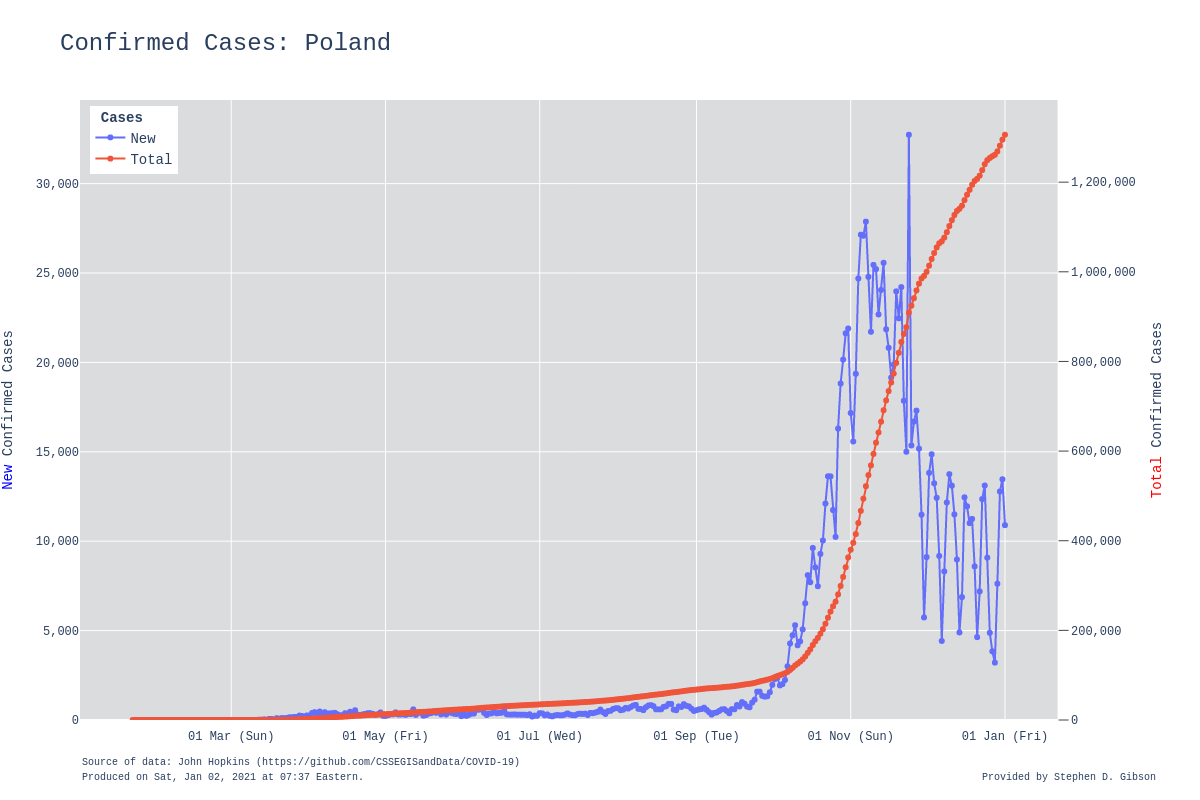 Confirmed Cases: Poland
Cases
New
Total
30,000
25,000
20,000
15,000
10,000
5,000
0
New Confirmed Cases
1,200,000
1,000,000
800,000
600,000
400,000
200,000
0
Total Confirmed Cases
01 Mar (Sun)
01 May (Fri)
01 Jul (Wed)
01 Sep (Tue)
01 Nov (Sun)
01 Jan (Fri)
Source of data: John Hopkins (https://github.com/CSSEGISandData/COVID-19)
Produced on Sat, Jan 02, 2021 at 07:37 Eastern.
Provided by Stephen D. Gibson